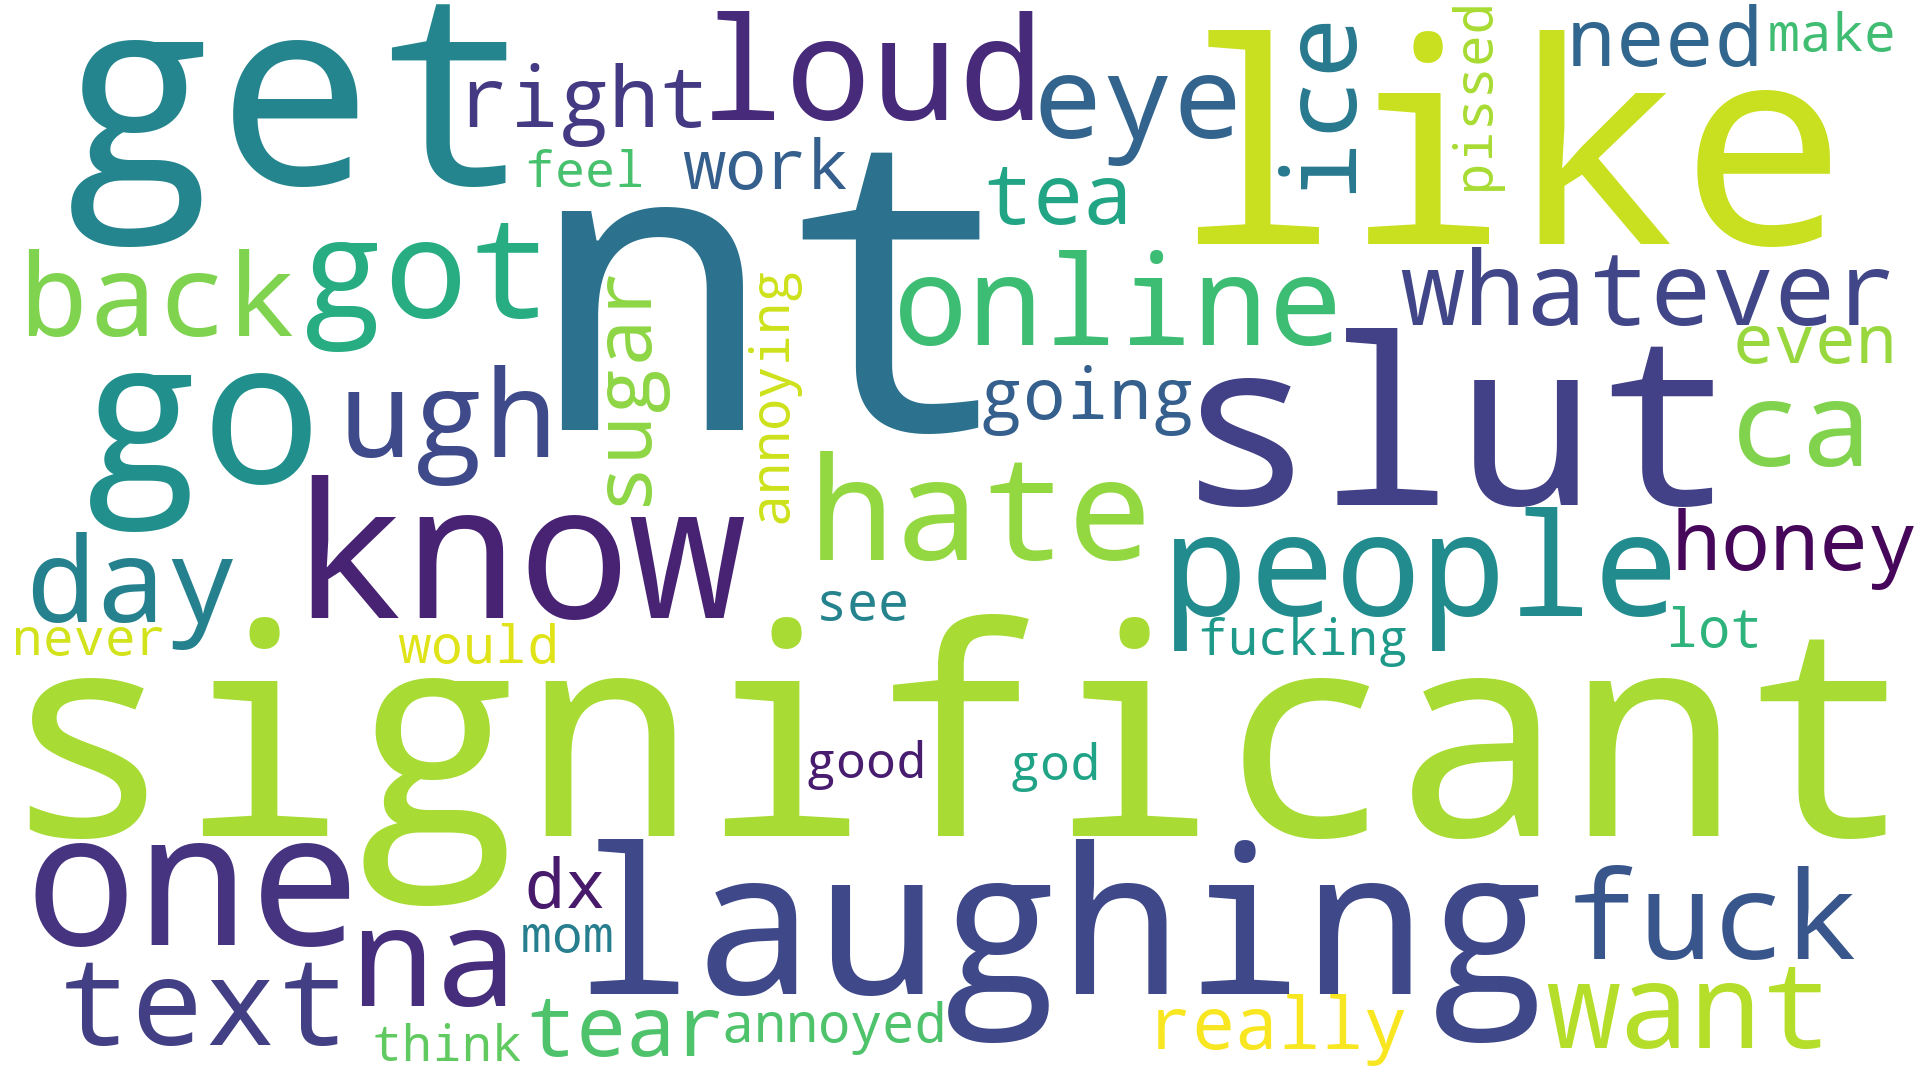 get
like
loud
right
eye
ice
pissed
need
make
feel
work
nt
tea
back
got
sugar
annoying
online
whatever
even
go
ugh
going
slut
ca
know
hate
people
honey
day
never
would
see
fucking
lot
significant
good
god
one
na
dx
mom
laughing
fuck
text
think
tear
annoyed
really
want